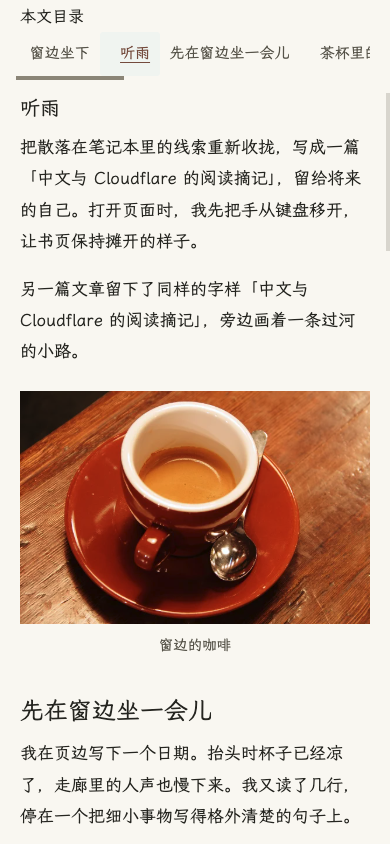 本文目录
窗边坐下 听雨 先在窗边坐一会儿 茶杯里的
听雨
把散落在笔记本里的线索重新收拢，写成一篇
「中文与 Cloudflare 的阅读摘记」，留给将来
的自己。打开页面时，我先把手从键盘移开，
让书页保持摊开的样子。
另一篇文章留下了同样的字样「中文与
Cloudflare 的阅读摘记」，旁边画着一条过河
的小路。
窗边的咖啡
先在窗边坐一会儿
我在页边写下一个日期。抬头时杯子已经凉
了，走廊里的人声也慢下来。我又读了几行，
停在一个把细小事物写得格外清楚的句子上。